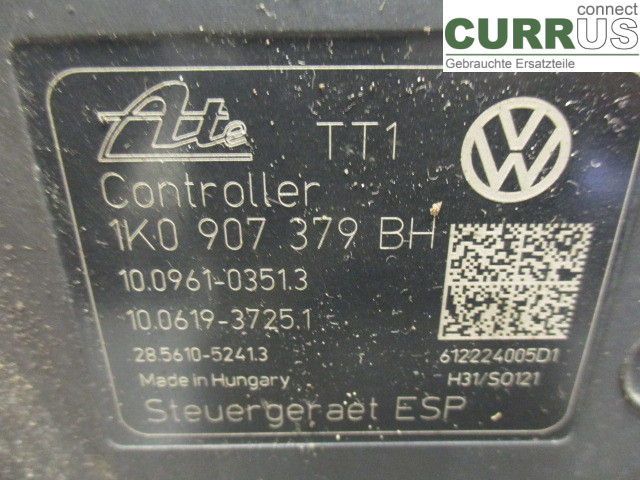 connect
CURRUS
Gebrauchte Ersatzteile
Ate TT1 VW
Controller
1K0 907 379 BH
10.0961-0351.3
10.0619-3725.1
28.5610-5241.3 612224005D1
Made in Hungary H31/SO121
Steuergeraet ESP